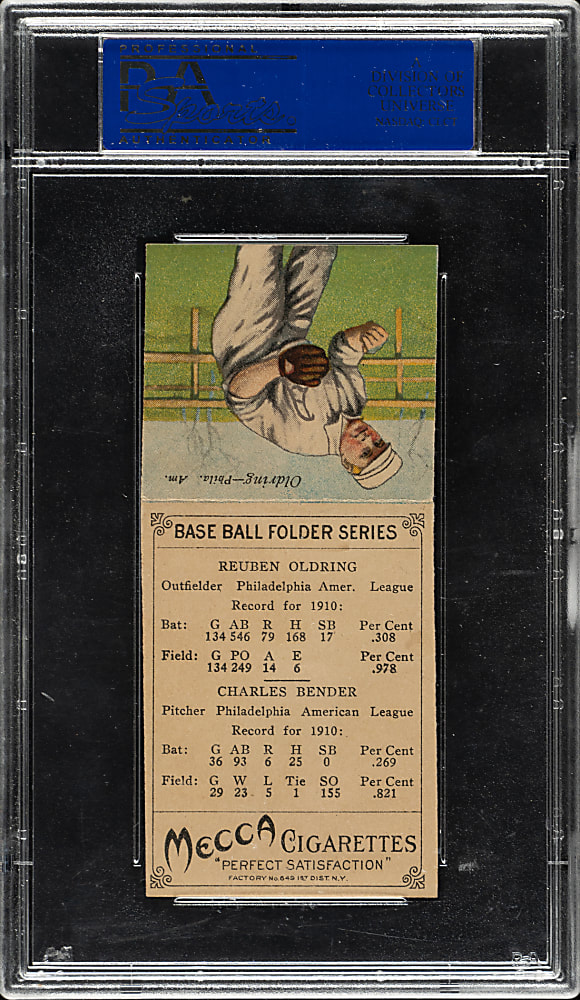 PROFESSIONAL
PSA
AUTHENTICATOR
A
DIVISION OF
COLLECTORS
UNIVERSE
NASDAQ: CLCT
Oldring—Phila. Am.
BASE BALL FOLDER SERIES
REUBEN OLDRING
Outfielder Philadelphia Amer. League
Record for 1910:
Bat: G AB R H SB Per Cent
134 546 79 168 17 .308
Field: G PO A E Per Cent
134 249 14 6 .978
CHARLES BENDER
Pitcher Philadelphia American League
Record for 1910:
Bat: G AB R H SB Per Cent
36 93 6 25 0 .269
Field: G W L Tie SO Per Cent
29 23 5 1 155 .821
MECCA CIGARETTES
"PERFECT SATISFACTION"
FACTORY No. 649 1ST DIST. N.Y.
PSA